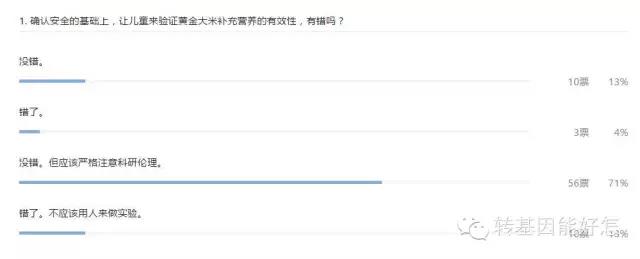 1. 确认安全的基础上，让儿童来验证黄金大米补充营养的有效性，有错吗？
没错。
10票 13%
错了。
3票 4%
没错。但应该严格注意科研伦理。
56票 71%
错了。不应该用人来做实验。
10票 13%
转基因能好怎